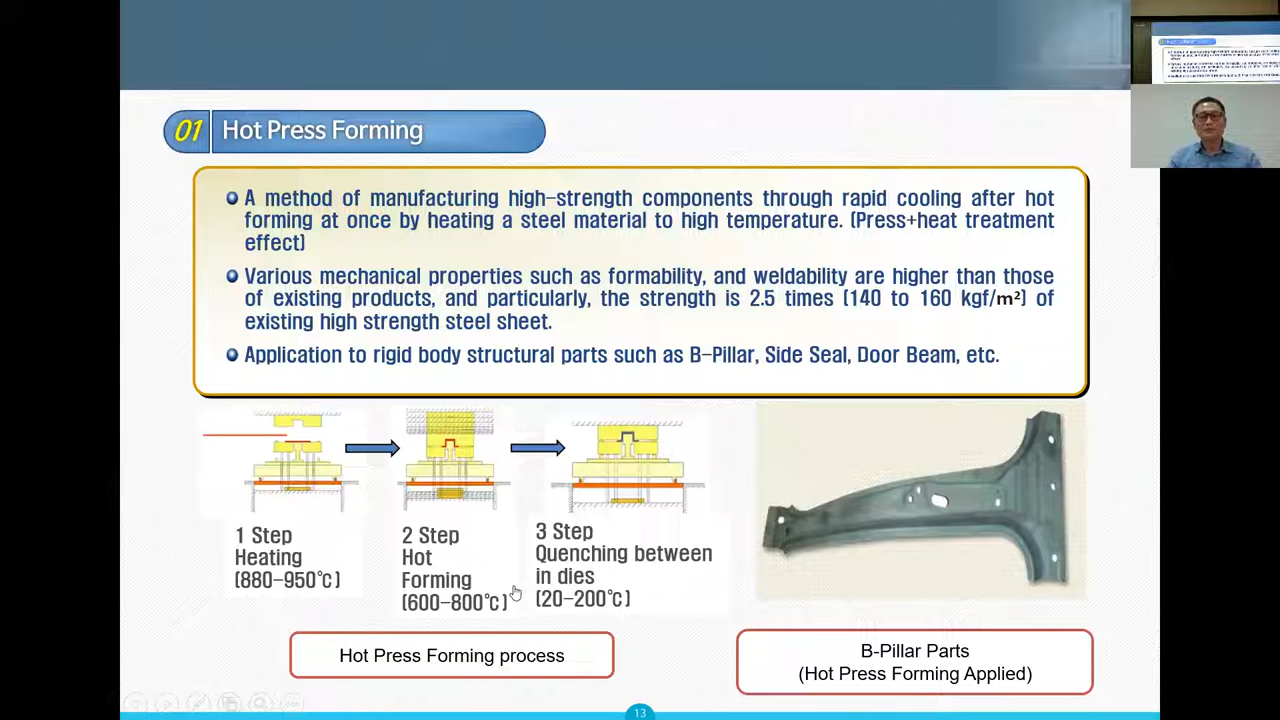 01 Hot Press Forming
A method of manufacturing high-strength components through rapid cooling after hot
forming at once by heating a steel material to high temperature. (Press+heat treatment
effect)
Various mechanical properties such as formability, and weldability are higher than those
of existing products, and particularly, the strength is 2.5 times (140 to 160 kgf/m²) of
existing high strength steel sheet.
Application to rigid body structural parts such as B-Pillar, Side Seal, Door Beam, etc.
1 Step
Heating
(880-950℃)
2 Step
Hot
Forming
(600-800℃)
3 Step
Quenching between
in dies
(20-200℃)
Hot Press Forming process
B-Pillar Parts
(Hot Press Forming Applied)
13